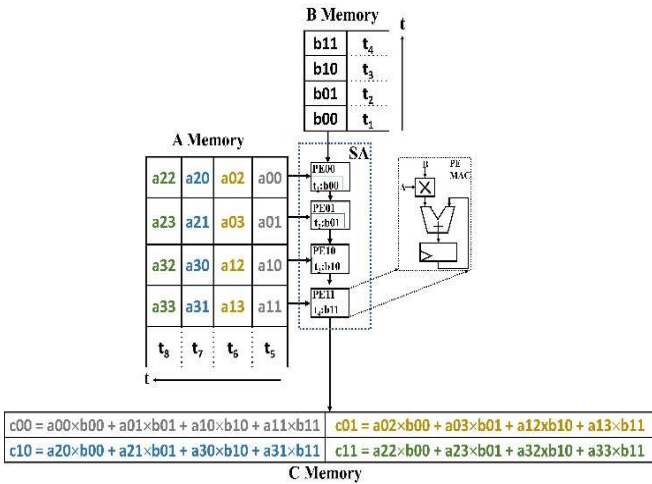 B Memory
b11 t4
b10 t3
b01 t2
b00 t1
t
A Memory
SA
a22 a20 a02 a00
a23 a21 a03 a01
a32 a30 a12 a10
a33 a31 a13 a11
t8 t7 t6 t5
t
PE00
t1:b00
PE01
t2:b01
PE10
t3:b10
PE11
t4:b11
B PE
MAC
A
c00 = a00×b00 + a01×b01 + a10×b10 + a11×b11
c01 = a02×b00 + a03×b01 + a12xb10 + a13×b11
c10 = a20×b00 + a21×b01 + a30×b10 + a31×b11
c11 = a22×b00 + a23×b01 + a32xb10 + a33×b11
C Memory